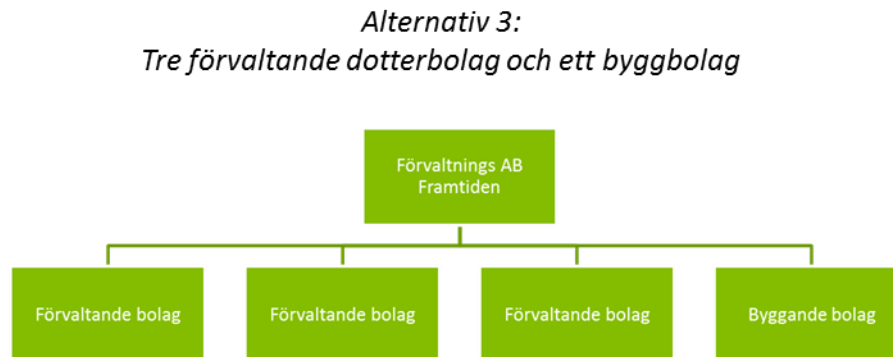 Alternativ 3:
Tre förvaltande dotterbolag och ett byggbolag
Förvaltnings AB
Framtiden
Förvaltande bolag
Förvaltande bolag
Förvaltande bolag
Byggande bolag